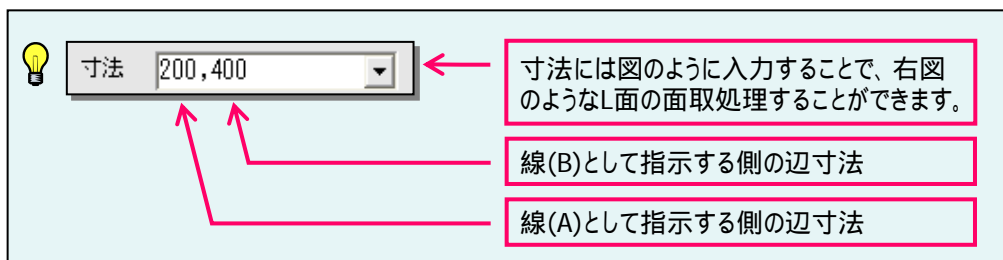 寸法 200,400
寸法には図のように入力することで、右図
のようなL面の面取処理することができます。
線(B)として指示する側の辺寸法
線(A)として指示する側の辺寸法